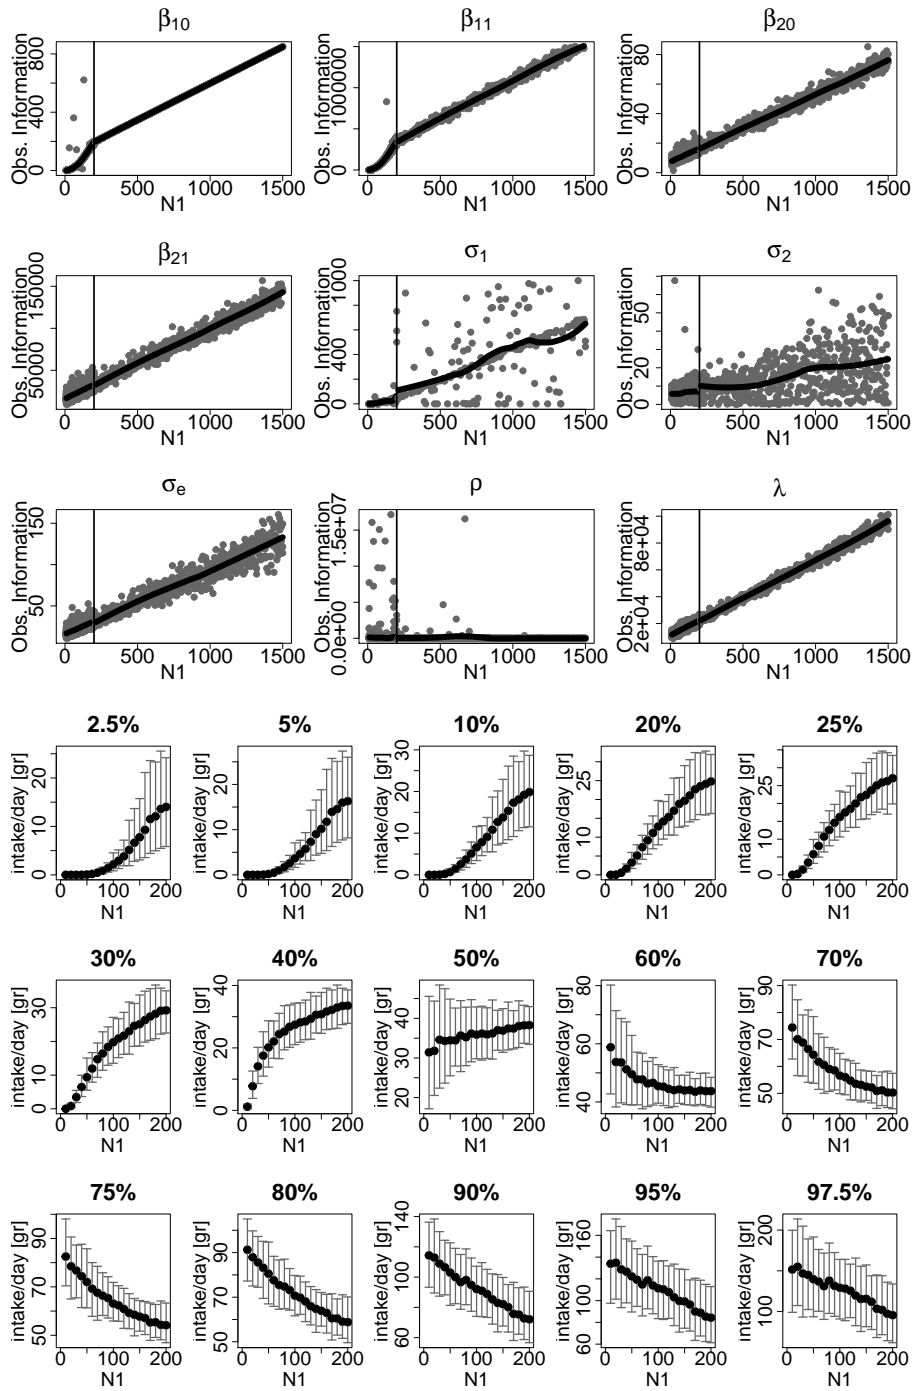 β10
Obs. Information
0 400 800
0 500 1000 1500
N1
β11
Obs. Information
0 1000000
0 500 1000 1500
N1
β20
Obs. Information
0 40 80
0 500 1000 1500
N1
β21
Obs. Information
50000 150000
0 500 1000 1500
N1
σ1
Obs. Information
0 400 1000
0 500 1000 1500
N1
σ2
Obs. Information
0 20 50
0 500 1000 1500
N1
σe
Obs. Information
50 150
0 500 1000 1500
N1
ρ
Obs. Information
0.0e+00 1.5e+07
0 500 1000 1500
N1
λ
Obs. Information
2e+04 8e+04
0 500 1000 1500
N1
2.5%
intake/day [gr]
0 10 20
0 100 200
N1
5%
intake/day [gr]
0 10 20
0 100 200
N1
10%
intake/day [gr]
0 10 20 30
0 100 200
N1
20%
intake/day [gr]
0 10 25
0 100 200
N1
25%
intake/day [gr]
0 10 25
0 100 200
N1
30%
intake/day [gr]
0 10 30
0 100 200
N1
40%
intake/day [gr]
0 20 40
0 100 200
N1
50%
intake/day [gr]
20 30 40
0 100 200
N1
60%
intake/day [gr]
40 60 80
0 100 200
N1
70%
intake/day [gr]
50 70 90
0 100 200
N1
75%
intake/day [gr]
50 70 90
0 100 200
N1
80%
intake/day [gr]
50 70 90
0 100 200
N1
90%
intake/day [gr]
60 100 140
0 100 200
N1
95%
intake/day [gr]
60 100 160
0 100 200
N1
97.5%
intake/day [gr]
100 200
0 100 200
N1